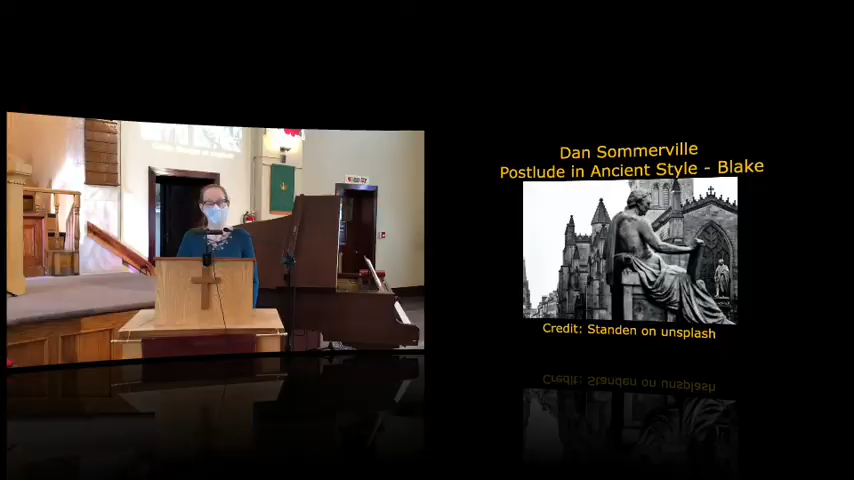 Dan Sommerville
Postlude in Ancient Style - Blake
Credit: Standen on unsplash